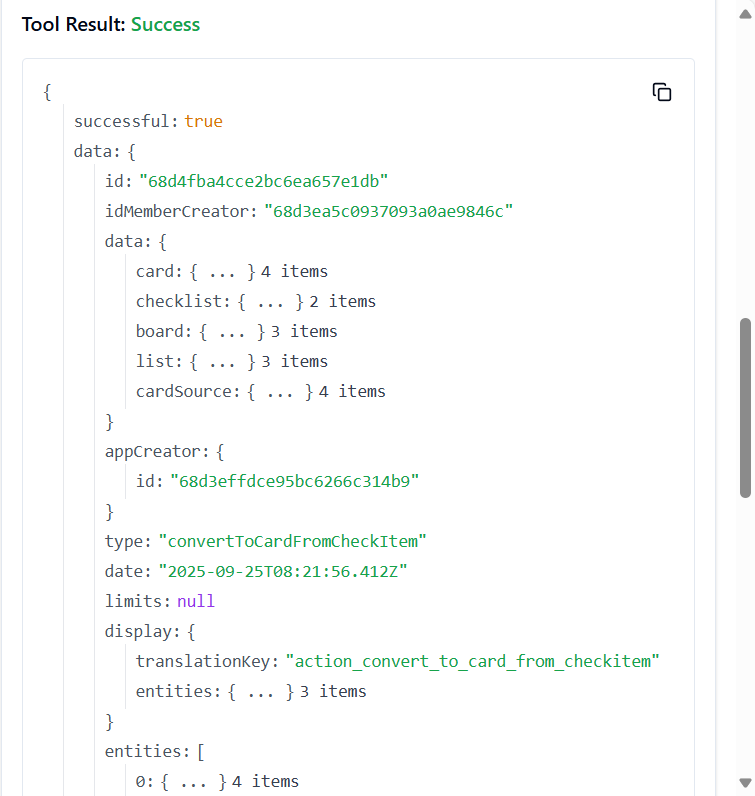 Tool Result: Success
{
successful: true
data: {
id: "68d4fba4cce2bc6ea657e1db"
idMemberCreator: "68d3ea5c0937093a0ae9846c"
data: {
card: { ... } 4 items
checklist: { ... } 2 items
board: { ... } 3 items
list: { ... } 3 items
cardSource: { ... } 4 items
}
appCreator: {
id: "68d3effdce95bc6266c314b9"
}
type: "convertToCardFromCheckItem"
date: "2025-09-25T08:21:56.412Z"
limits: null
display: {
translationKey: "action_convert_to_card_from_checkitem"
entities: { ... } 3 items
}
entities: [
0: { ... } 4 items